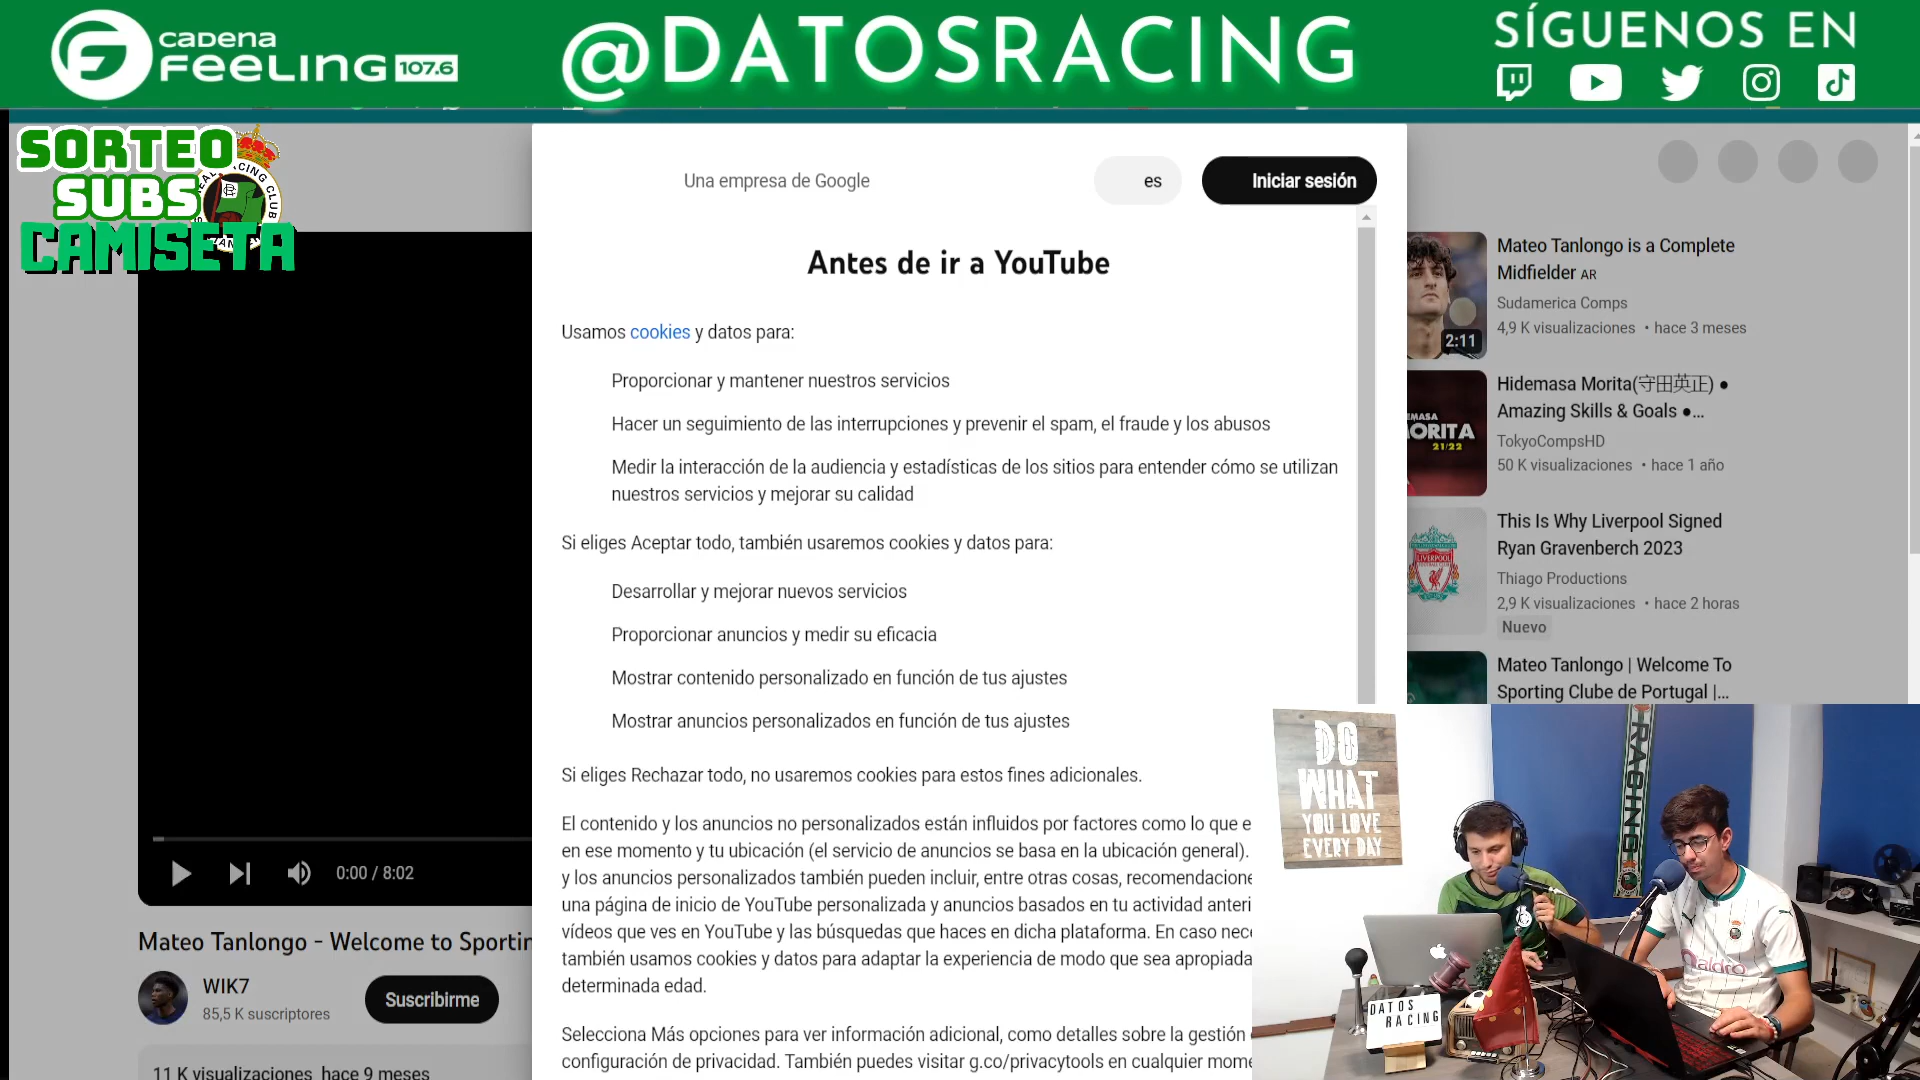 CADENA
FEELING 107.6
@DATOSRACING
SÍGUENOS EN
SORTEO
SUBS
CAMISETA
Una empresa de Google
es
Iniciar sesión
Antes de ir a YouTube
Usamos cookies y datos para:
Proporcionar y mantener nuestros servicios
Hacer un seguimiento de las interrupciones y prevenir el spam, el fraude y los abusos
Medir la interacción de la audiencia y estadísticas de los sitios para entender cómo se utilizan
nuestros servicios y mejorar su calidad
Si eliges Aceptar todo, también usaremos cookies y datos para:
Desarrollar y mejorar nuevos servicios
Proporcionar anuncios y medir su eficacia
Mostrar contenido personalizado en función de tus ajustes
Mostrar anuncios personalizados en función de tus ajustes
Si eliges Rechazar todo, no usaremos cookies para estos fines adicionales.
El contenido y los anuncios no personalizados están influidos por factores como lo que e
en ese momento y tu ubicación (el servicio de anuncios se basa en la ubicación general).
y los anuncios personalizados también pueden incluir, entre otras cosas, recomendacione
una página de inicio de YouTube personalizada y anuncios basados en tu actividad anteri
vídeos que ves en YouTube y las búsquedas que haces en dicha plataforma. En caso nece
también usamos cookies y datos para adaptar la experiencia de modo que sea apropiada
determinada edad.
Selecciona Más opciones para ver información adicional, como detalles sobre la gestión
configuración de privacidad. También puedes visitar g.co/privacytools en cualquier mome
0:00 / 8:02
Mateo Tanlongo - Welcome to Sportin
WIK7
85,5 K suscriptores
Suscribirme
11 K visualizaciones hace 9 meses
2:11
Mateo Tanlongo is a Complete
Midfielder AR
Sudamerica Comps
4,9 K visualizaciones • hace 3 meses
EMASA
ORITA
21/22
Hidemasa Morita(守田英正) ●
Amazing Skills & Goals ●...
TokyoCompsHD
50 K visualizaciones • hace 1 año
This Is Why Liverpool Signed
Ryan Gravenberch 2023
Thiago Productions
2,9 K visualizaciones • hace 2 horas
Nuevo
Mateo Tanlongo | Welcome To
Sporting Clube de Portugal |...
DO
WHAT
YOU LOVE
EVERY DAY
RACING
aldro
DATOS
RACING